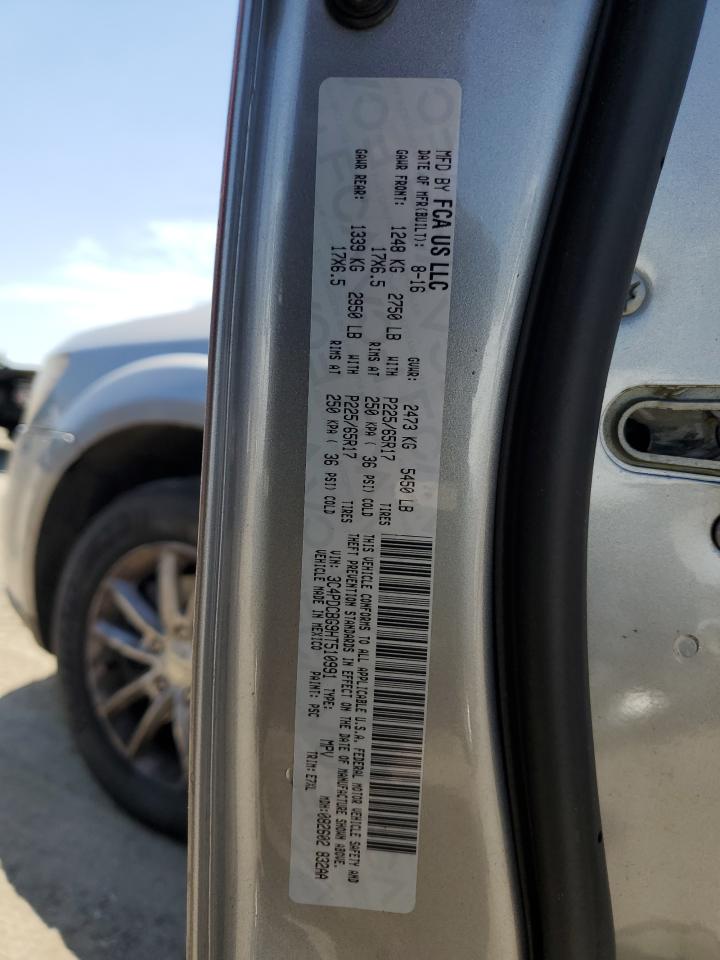 MFD BY FCA US LLC
DATE OF MFR(BUILT): 8-16 GVWR: 2473 KG 5450 LB
GAWR FRONT: 1248 KG 2750 LB WITH P225/65R17 TIRES
17X6.5 RIMS AT 250 KPA ( 36 PSI) COLD
GAWR REAR: 1339 KG 2950 LB WITH P225/65R17 TIRES
17X6.5 RIMS AT 250 KPA ( 36 PSI) COLD
THIS VEHICLE CONFORMS TO ALL APPLICABLE U.S.A. FEDERAL MOTOR VEHICLE SAFETY AND
THEFT PREVENTION STANDARDS IN EFFECT ON THE DATE OF MANUFACTURE SHOWN ABOVE.
VIN: 3C4PDCBG9HT510991 TYPE: MPV MDH:082602 832AA
VEHICLE MADE IN MEXICO PAINT: PSC TRIM: E7XL